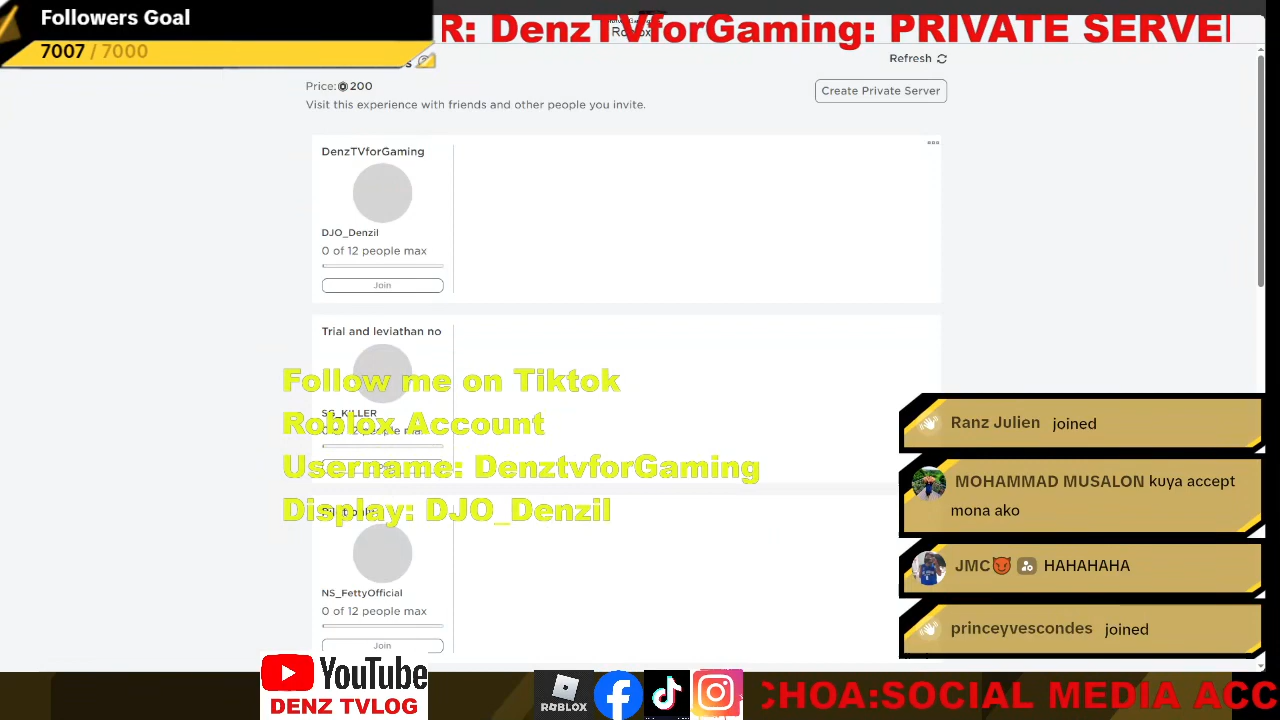 Followers Goal
7007 / 7000
R: DenzTVforGaming: PRIVATE SERVE
Roblox
Refresh
Price: 200
Create Private Server
Visit this experience with friends and other people you invite.
DenzTVforGaming
DJO_Denzil
0 of 12 people max
Join
Trial and leviathan no
SG_KILLER
Follow me on Tiktok
Roblox Account
Username: DenztvforGaming
Display: DJO_Denzil
NS_FettyOfficial
0 of 12 people max
Join
Ranz Julien joined
MOHAMMAD MUSALON kuya accept
mona ako
JMC😈 HAHAHAHA
princeyvescondes joined
YouTube
DENZ TVLOG
ROBLOX
CHOA:SOCIAL MEDIA ACC